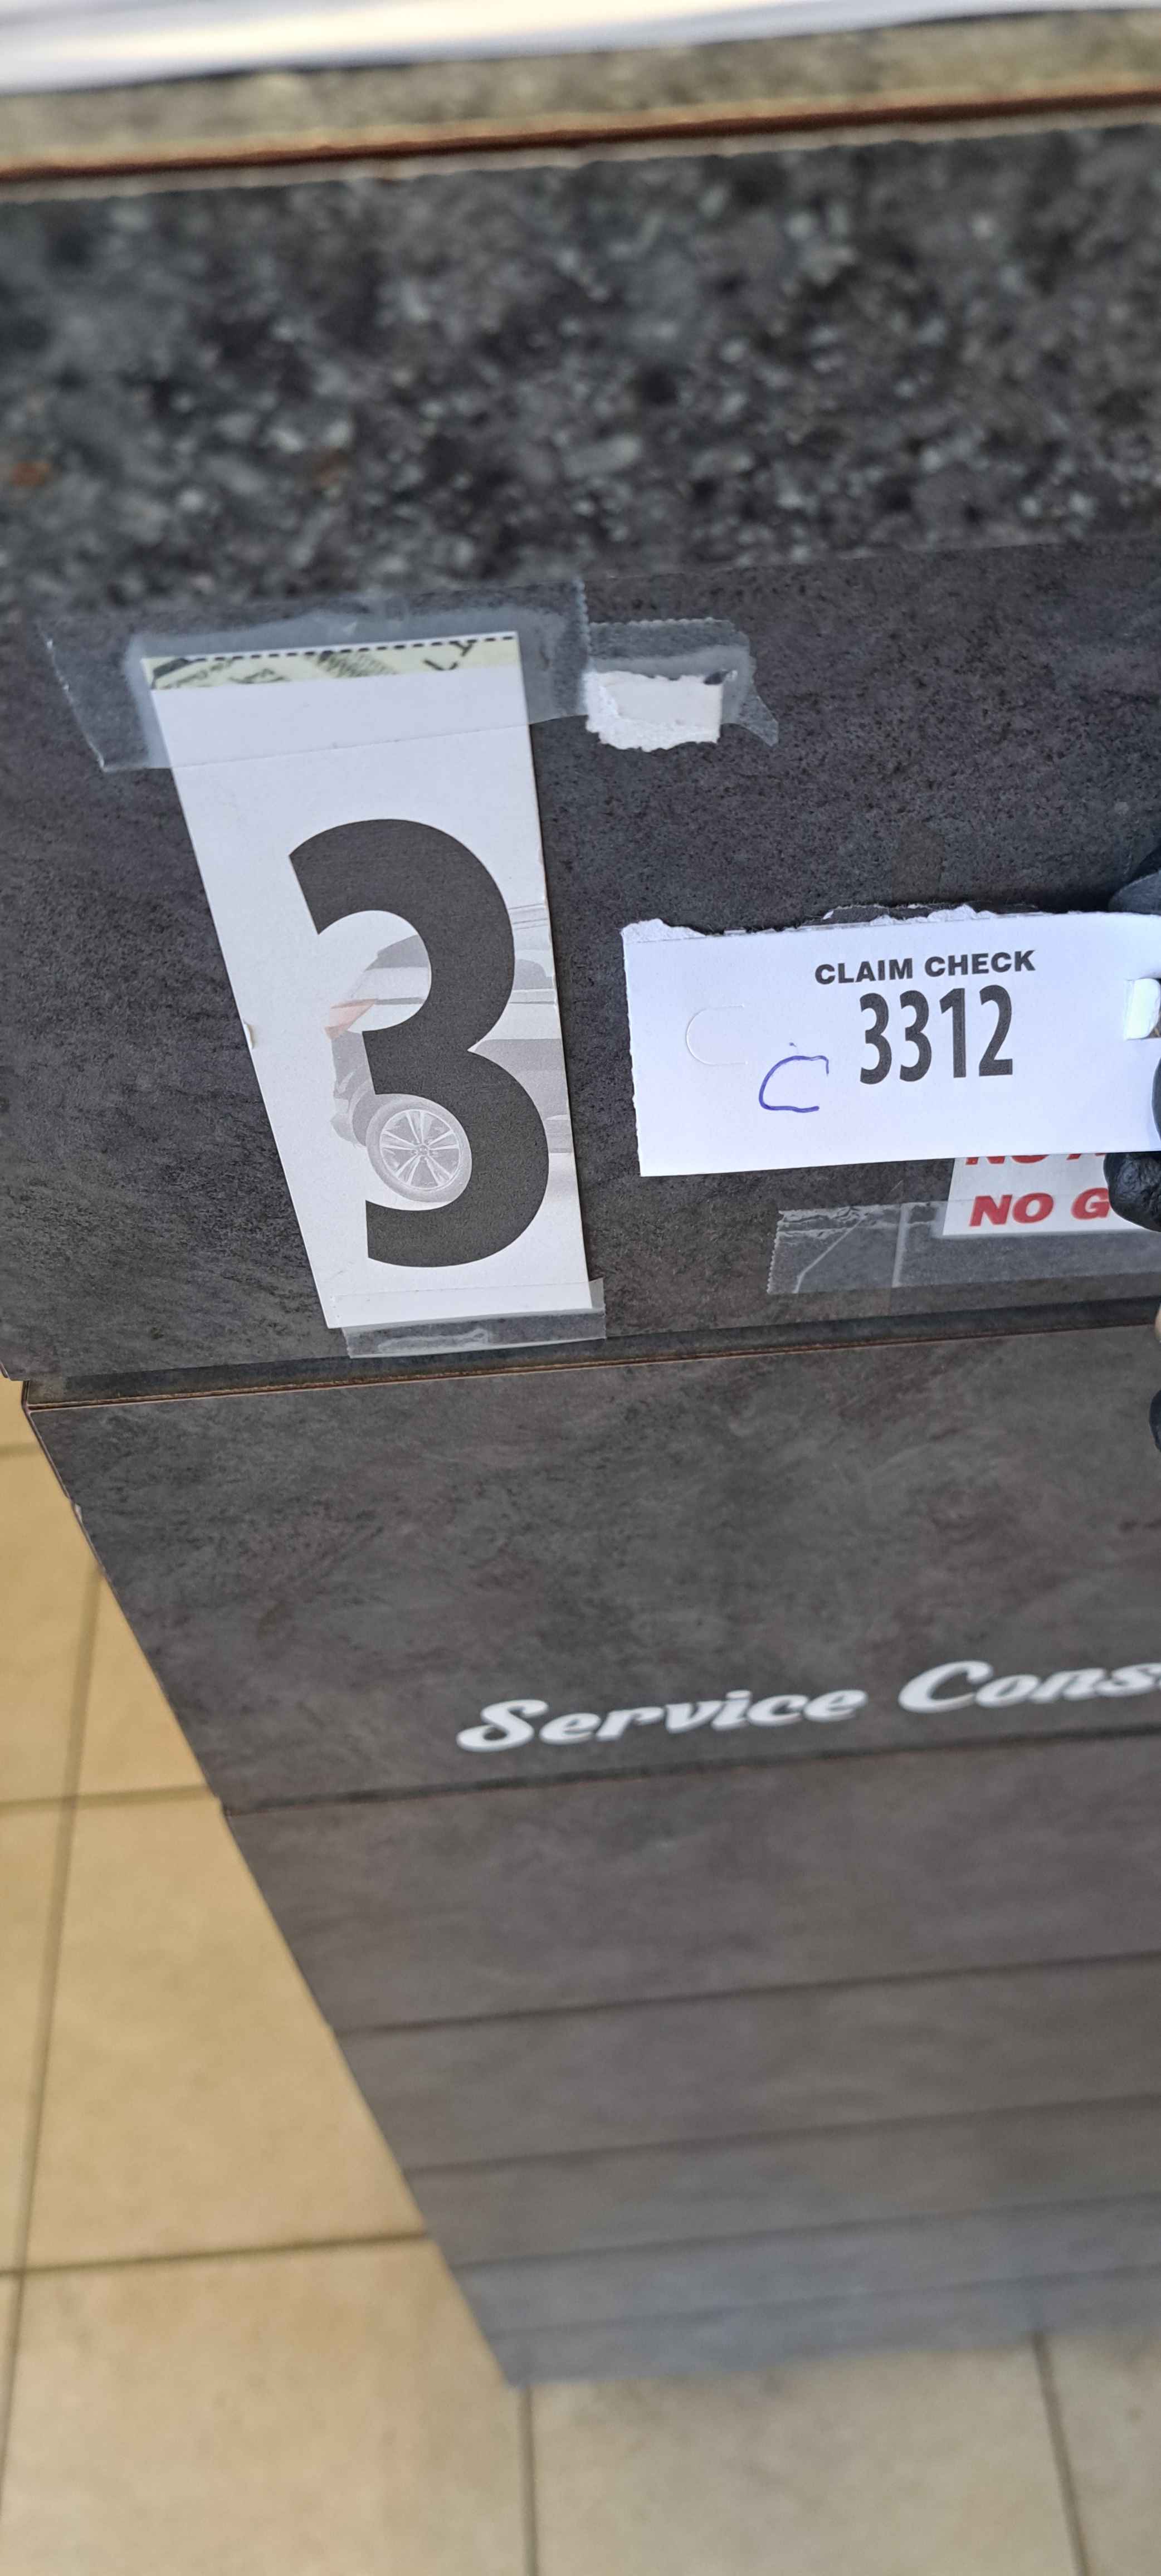 3
CLAIM CHECK
3312
C
NO G
Service Cons